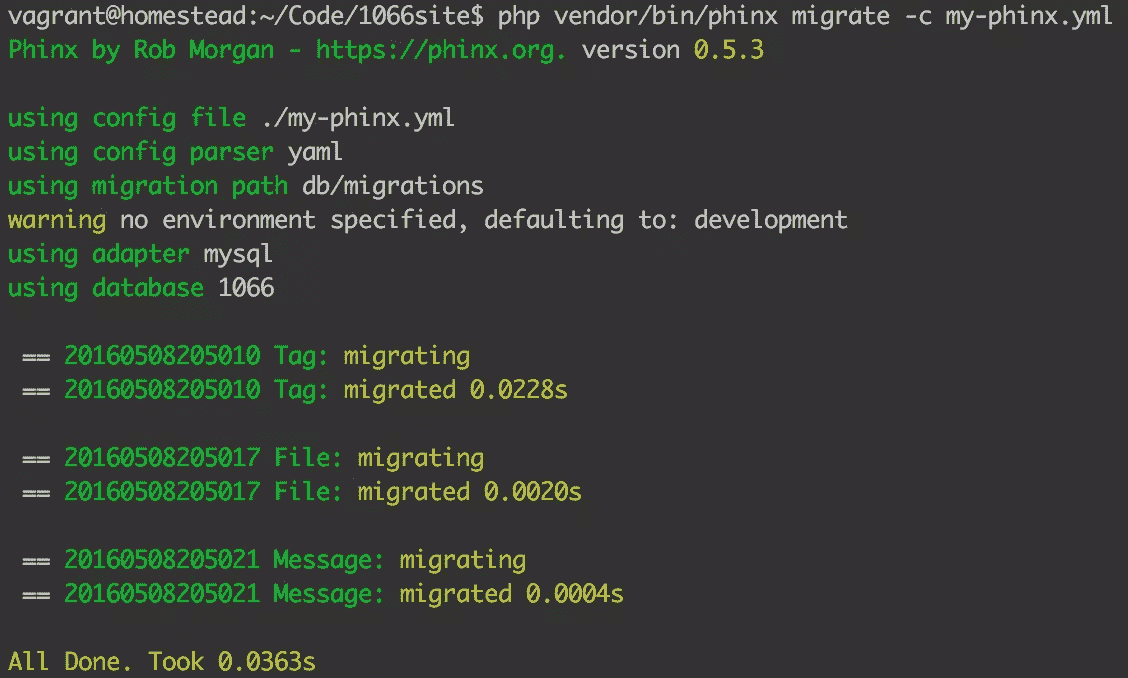 vagrant@homestead:~/Code/1066site$ php vendor/bin/phinx migrate -c my-phinx.yml
Phinx by Rob Morgan - https://phinx.org. version 0.5.3
using config file ./my-phinx.yml
using config parser yaml
using migration path db/migrations
warning no environment specified, defaulting to: development
using adapter mysql
using database 1066
== 20160508205010 Tag: migrating
== 20160508205010 Tag: migrated 0.0228s
== 20160508205017 File: migrating
== 20160508205017 File: migrated 0.0020s
== 20160508205021 Message: migrating
== 20160508205021 Message: migrated 0.0004s
All Done. Took 0.0363s